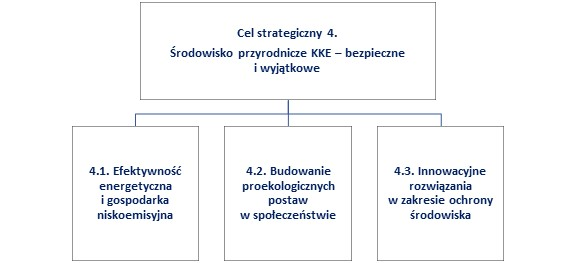 Cel strategiczny 4.
Środowisko przyrodnicze KKE – bezpieczne
i wyjątkowe
4.1. Efektywność
energetyczna
i gospodarka
niskoemisyjna
4.2. Budowanie
proekologicznych
postaw
w społeczeństwie
4.3. Innowacyjne
rozwiązania
w zakresie ochrony
środowiska